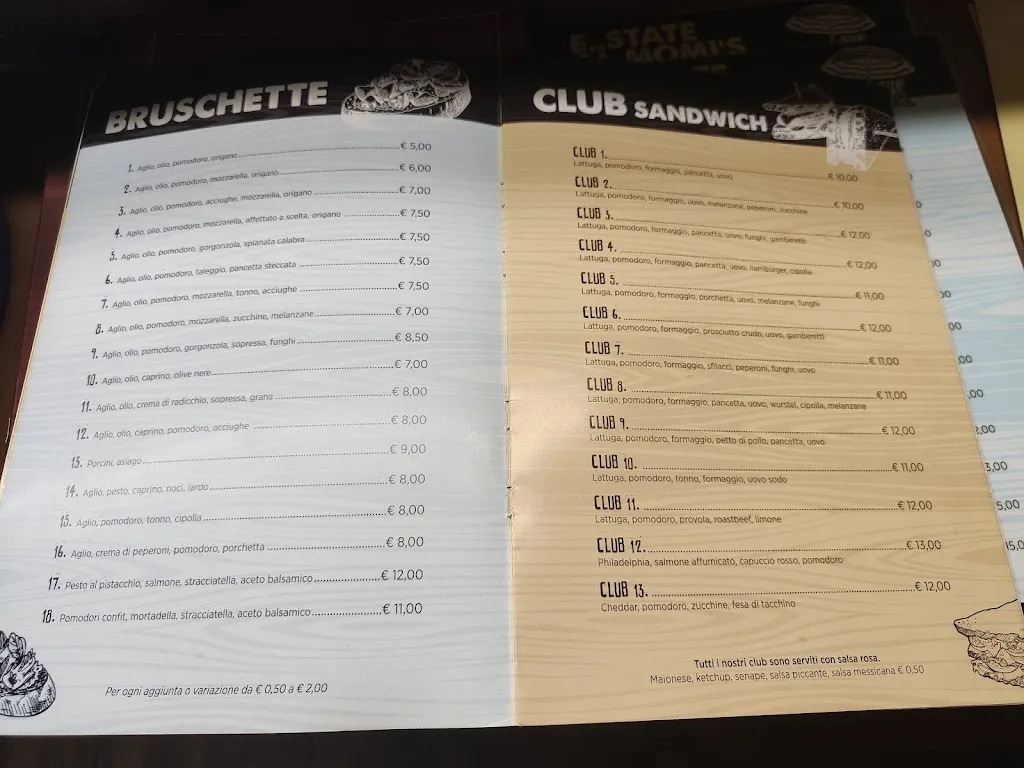 E...STATE
MOMI'S
BRUSCHETTE
1. Aglio, olio, pomodoro, origano € 5,00
2. Aglio, olio, pomodoro, mozzarella, origano € 6,00
3. Aglio, olio, pomodoro, acciughe, mozzarella, origano € 7,00
4. Aglio, olio, pomodoro, mozzarella, affettato a scelta, origano € 7,50
5. Aglio, olio, pomodoro, gorgonzola, spianata calabra € 7,50
6. Aglio, olio, pomodoro, taleggio, pancetta steccata € 7,50
7. Aglio, olio, pomodoro, mozzarella, tonno, acciughe € 7,50
8. Aglio, olio, pomodoro, mozzarella, zucchine, melanzane € 7,00
9. Aglio, olio, pomodoro, gorgonzola, sopressa, funghi € 8,50
10. Aglio, olio, caprino, olive nere € 7,00
11. Aglio, olio, crema di radicchio, sopressa, grana € 8,00
12. Aglio, olio, caprino, pomodoro, acciughe € 8,00
13. Porcini, asiago € 9,00
14. Aglio, pesto, caprino, noci, lardo € 8,00
15. Aglio, pomodoro, tonno, cipolla € 8,00
16. Aglio, crema di peperoni, pomodoro, porchetta € 8,00
17. Pesto al pistacchio, salmone, stracciatella, aceto balsamico € 12,00
18. Pomodori confit, mortadella, stracciatella, aceto balsamico € 11,00
Per ogni aggiunta o variazione da € 0,50 a € 2,00
CLUB SANDWICH
CLUB 1. € 10,00
Lattuga, pomodoro, formaggio, pancetta, uovo
CLUB 2. € 10,00
Lattuga, pomodoro, formaggio, uovo, melanzane, peperoni, zucchine
CLUB 3. € 12,00
Lattuga, pomodoro, formaggio, pancetta, uovo, funghi, gamberetti
CLUB 4. € 12,00
Lattuga, pomodoro, formaggio, pancetta, uovo, hamburger, cipolla
CLUB 5. € 11,00
Lattuga, pomodoro, formaggio, porchetta, uovo, melanzane, funghi
CLUB 6. € 12,00
Lattuga, pomodoro, formaggio, prosciutto crudo, uovo, gamberetti
CLUB 7. € 11,00
Lattuga, pomodoro, formaggio, sfilacci, peperoni, funghi, uovo
CLUB 8. € 11,00
Lattuga, pomodoro, formaggio, pancetta, uovo, wurstel, cipolla, melanzane
CLUB 9. € 12,00
Lattuga, pomodoro, formaggio, petto di pollo, pancetta, uovo
CLUB 10. € 11,00
Lattuga, pomodoro, tonno, formaggio, uovo sodo
CLUB 11. € 12,00
Lattuga, pomodoro, provola, roastbeef, limone
CLUB 12. € 13,00
Philadelphia, salmone affumicato, capuccio rosso, pomodoro
CLUB 13. € 12,00
Cheddar, pomodoro, zucchine, fesa di tacchino
Tutti i nostri club sono serviti con salsa rosa.
Maionese, ketchup, senape, salsa piccante, salsa messicana € 0,50